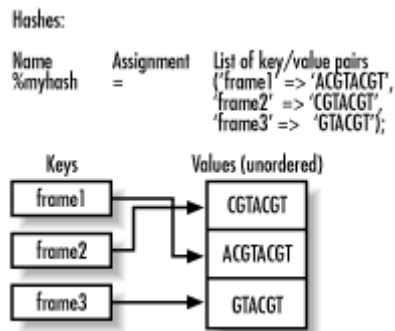 Hashes:
Name Assignment List of key/value pairs
%myhash = ('frame1' => 'ACGTACGT',
'frame2' => 'CGTACGT',
'frame3' => 'GTACGT');
Keys Values (unordered)
frame1 CGTACGT
frame2 ACGTACGT
frame3 GTACGT